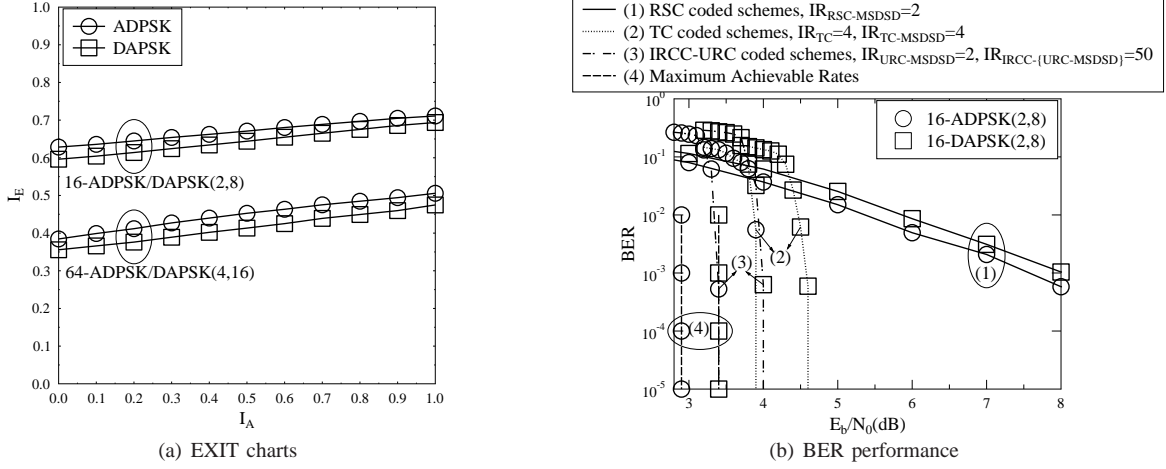 1.0
0.9
0.8
0.7
0.6
0.5
0.4
0.3
0.2
0.1
0.0
I_E
ADPSK
DAPSK
16-ADPSK/DAPSK(2,8)
64-ADPSK/DAPSK(4,16)
0.0 0.1 0.2 0.3 0.4 0.5 0.6 0.7 0.8 0.9 1.0
I_A
(a) EXIT charts
(1) RSC coded schemes, IR_RSC-MSDSD=2
(2) TC coded schemes, IR_TC=4, IR_TC-MSDSD=4
(3) IRCC-URC coded schemes, IR_URC-MSDSD=2, IR_IRCC-{URC-MSDSD}=50
(4) Maximum Achievable Rates
16-ADPSK(2,8)
16-DAPSK(2,8)
10^0
10^-1
10^-2
10^-3
10^-4
10^-5
BER
(2)
(3)
(1)
(4)
3 4 5 6 7 8
E_b/N_0(dB)
(b) BER performance